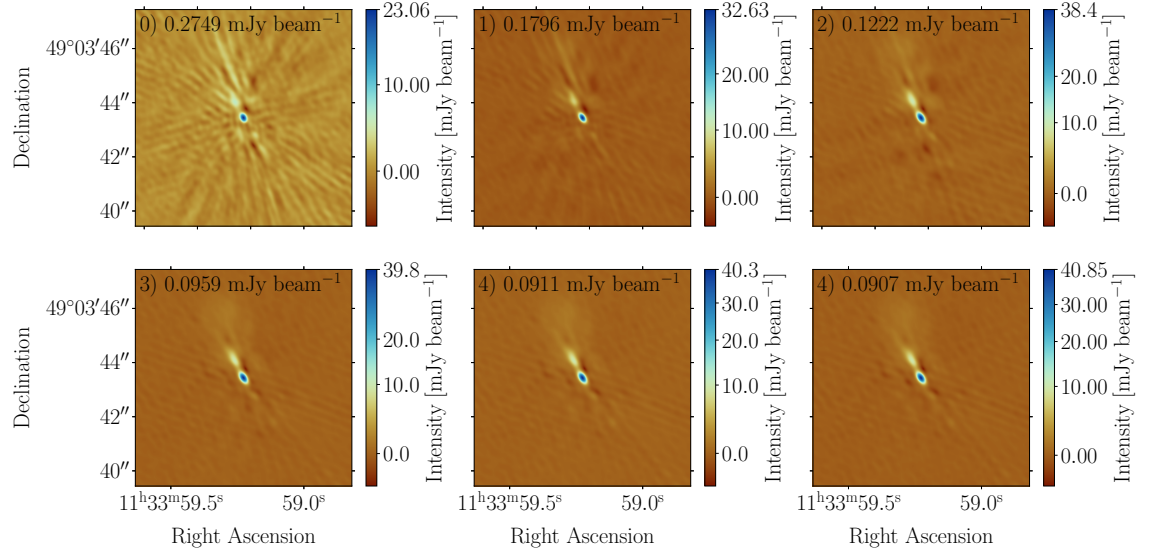 0) 0.2749 mJy beam⁻¹
23.06
10.00
0.00
Intensity [mJy beam⁻¹]
1) 0.1796 mJy beam⁻¹
32.63
20.00
10.00
0.00
Intensity [mJy beam⁻¹]
2) 0.1222 mJy beam⁻¹
38.4
20.0
10.0
0.0
Intensity [mJy beam⁻¹]
Declination
49°03′46″
44″
42″
40″
3) 0.0959 mJy beam⁻¹
39.8
20.0
10.0
0.0
Intensity [mJy beam⁻¹]
4) 0.0911 mJy beam⁻¹
40.3
30.0
20.0
10.0
0.0
Intensity [mJy beam⁻¹]
4) 0.0907 mJy beam⁻¹
40.85
30.00
20.00
10.00
0.00
Intensity [mJy beam⁻¹]
Declination
49°03′46″
44″
42″
40″
11ʰ33ᵐ59.5ˢ
59.0ˢ
Right Ascension
11ʰ33ᵐ59.5ˢ
59.0ˢ
Right Ascension
11ʰ33ᵐ59.5ˢ
59.0ˢ
Right Ascension